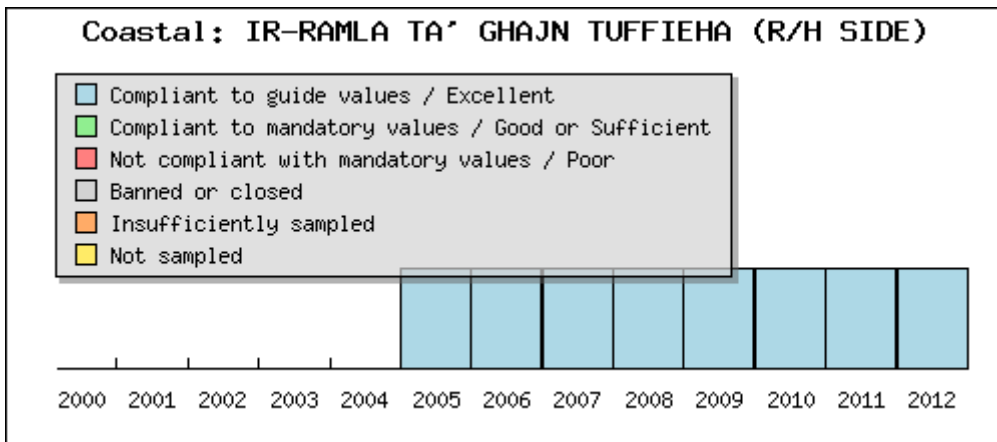 Coastal: IR-RAMLA TA' GHAJN TUFFIEHA (R/H SIDE)
Compliant to guide values / Excellent
Compliant to mandatory values / Good or Sufficient
Not compliant with mandatory values / Poor
Banned or closed
Insufficiently sampled
Not sampled
2000 2001 2002 2003 2004 2005 2006 2007 2008 2009 2010 2011 2012